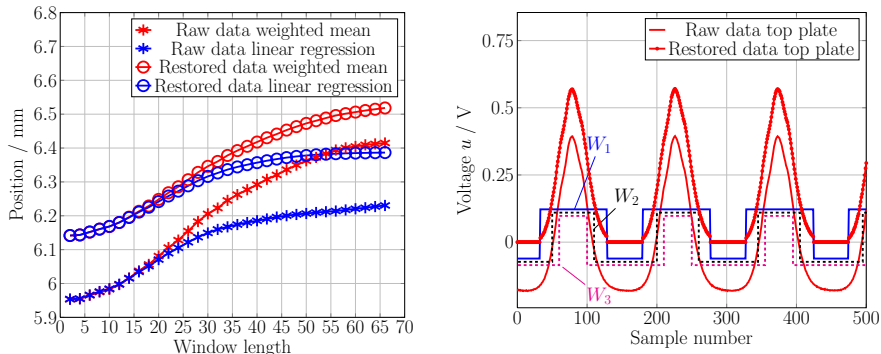 6.8
6.7
6.6
6.5
6.4
6.3
6.2
6.1
6
5.9
Position / mm
Raw data weighted mean
Raw data linear regression
Restored data weighted mean
Restored data linear regression
0 5 10 15 20 25 30 35 40 45 50 55 60 65 70
Window length
0.75
0.5
0.25
0
Voltage u / V
Raw data top plate
Restored data top plate
W1
W2
W3
0 100 200 300 400 500
Sample number